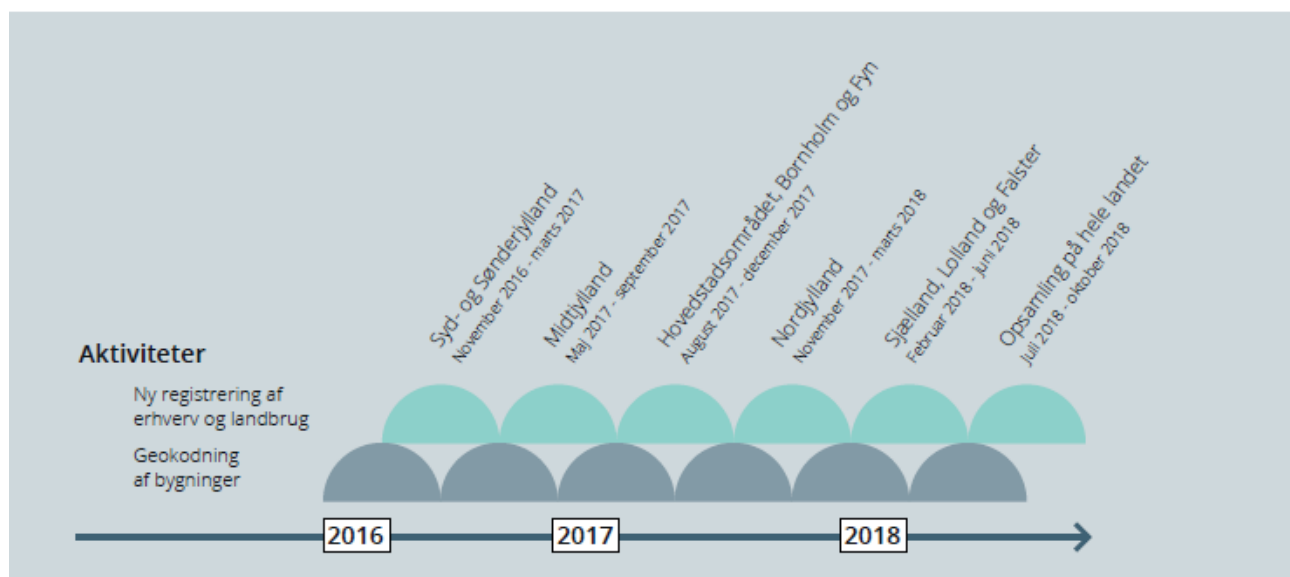 Syd- og Sønderjylland
November 2016 - marts 2017
Midtjylland
Maj 2017 - september 2017
Hovedstadsområdet, Bornholm og Fyn
August 2017 - december 2017
Nordjylland
November 2017 - marts 2018
Sjælland, Lolland og Falster
Februar 2018 - juni 2018
Opsamling på hele landet
Juli 2018 - oktober 2018
Aktiviteter
Ny registrering af
erhverv og landbrug
Geokodning
af bygninger
2016
2017
2018